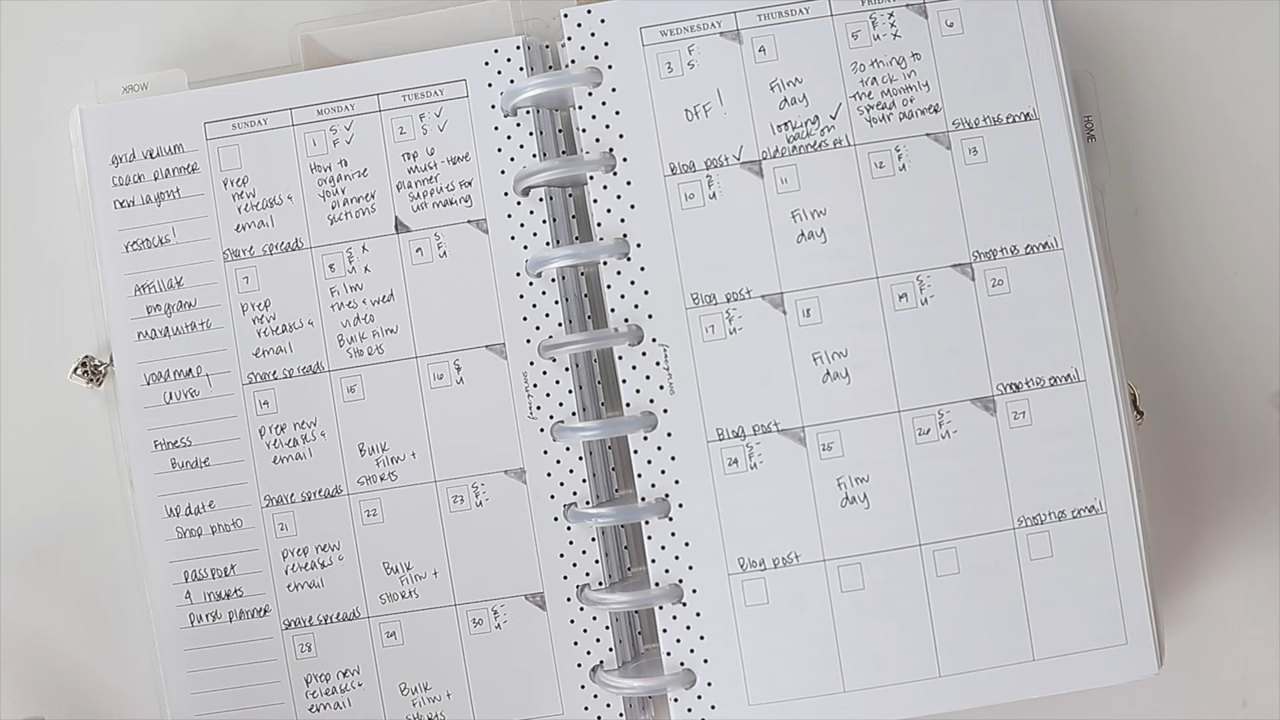 WORK
HOME
SUNDAY
MONDAY
TUESDAY
WEDNESDAY
THURSDAY
grid vellum
coach planner
new layout
restocks!
Affiliate
program
roadmap
Fitness
Bundle
update
shop photo
passport
4 inserts
purse planner
Prep
new
releases &
email
share spreads
1
S: ✓
F ✓
How to
organize
your
planner
sections
2
F: ✓
S: ✓
Top 6
must-have
planner
supplies for
list making
3
F:
S:
OFF!
Blog post ✓
4
Film
day
looking ✓
back on
old planners pt 1
5
S- x
F- x
U- x
30 thing to
track in
the monthly
spread of
your planner
6
shop tips email
7
Prep
new
releases &
email
share spreads
8
S x
F:
U x
Film
tues & wed
video
Bulk Film
SHORTS
9
S:
F:
U:
10
S:
F:
U:
Blog post
11
Film
day
12
S:
F:
U:
13
shop tips email
14
Prep new
releases &
email
share spreads
15
Bulk
Film +
SHORTS
16
S:
F:
U
17
S-
F-
U-
Blog post
18
Film
day
19
S-
F-
U-
20
shop tips email
21
prep new
releases &
email
share spreads
22
Bulk
Film +
SHORTS
23
S-
F-
U-
24
S-
F-
U-
Blog post
25
Film
day
26
S-
F-
U-
27
shop tips email
28
prep new
releases &
email
29
Bulk
Film +
SHORTS
30
S-
F-
U-